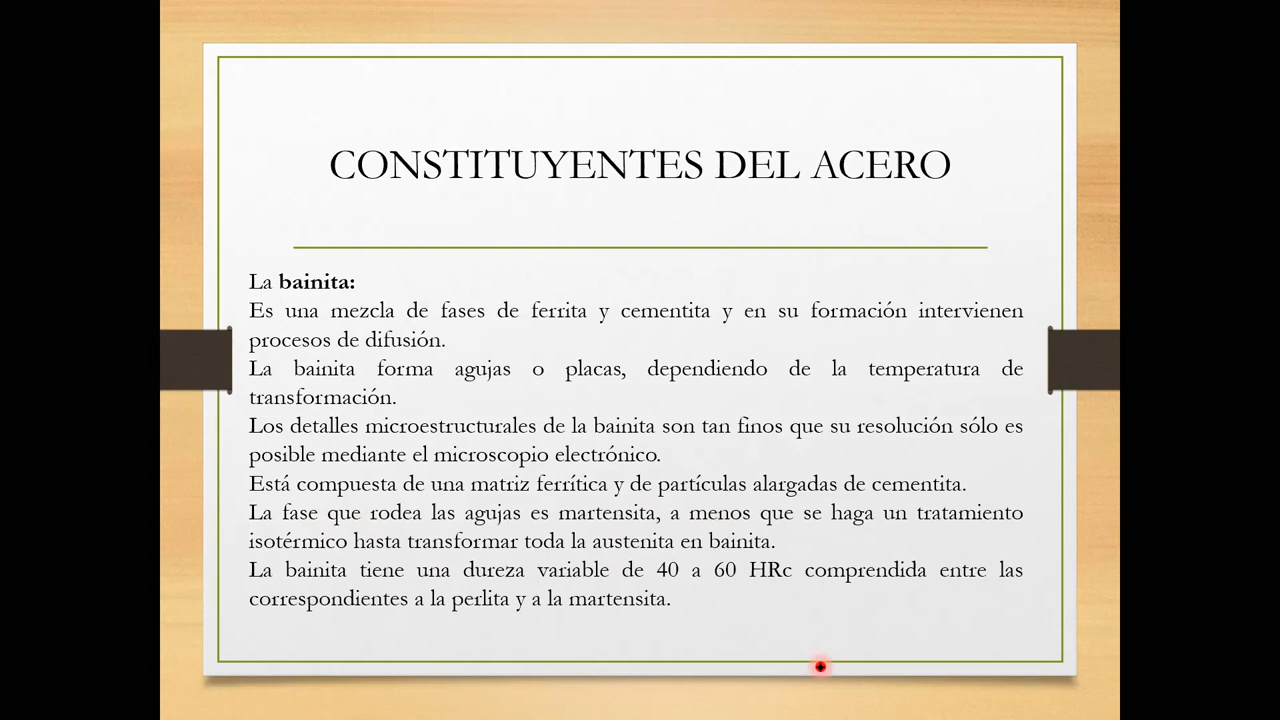 CONSTITUYENTES DEL ACERO
La bainita:
Es una mezcla de fases de ferrita y cementita y en su formación intervienen
procesos de difusión.
La bainita forma agujas o placas, dependiendo de la temperatura de
transformación.
Los detalles microestructurales de la bainita son tan finos que su resolución sólo es
posible mediante el microscopio electrónico.
Está compuesta de una matriz ferrítica y de partículas alargadas de cementita.
La fase que rodea las agujas es martensita, a menos que se haga un tratamiento
isotérmico hasta transformar toda la austenita en bainita.
La bainita tiene una dureza variable de 40 a 60 HRc comprendida entre las
correspondientes a la perlita y a la martensita.